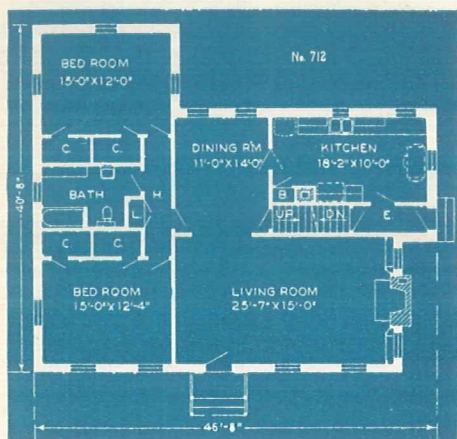 No. 712
BED ROOM
15'-0"X12'-0"
DINING R'M
11'-0"X14'-0"
KITCHEN
18'-2"X10'-0"
C.
C.
BATH
H.
L.
B.
UP.
DN.
E.
C.
C.
BED ROOM
15'-0"X12'-4"
LIVING ROOM
25'-7"X15'-0"
40'-8"
46'-8"